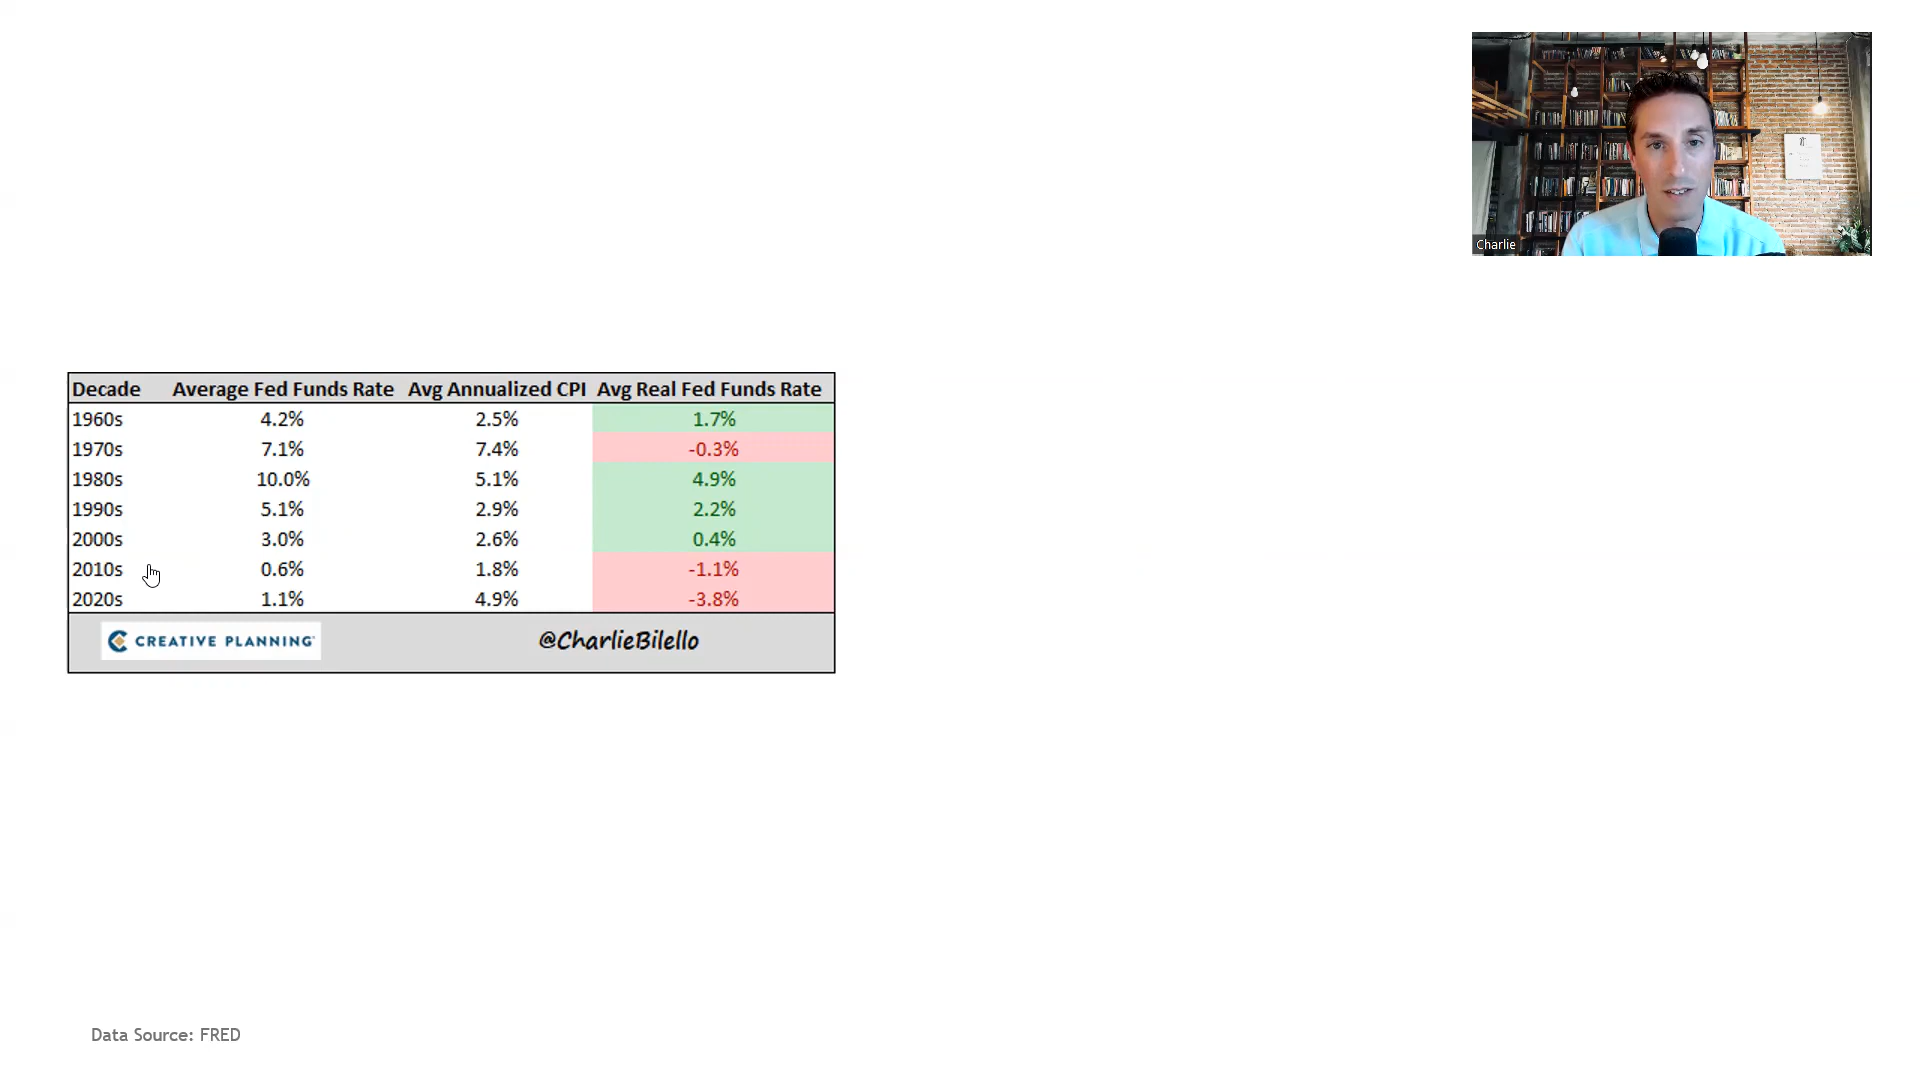 Charlie
Decade Average Fed Funds Rate Avg Annualized CPI Avg Real Fed Funds Rate
1960s 4.2% 2.5% 1.7%
1970s 7.1% 7.4% -0.3%
1980s 10.0% 5.1% 4.9%
1990s 5.1% 2.9% 2.2%
2000s 3.0% 2.6% 0.4%
2010s 0.6% 1.8% -1.1%
2020s 1.1% 4.9% -3.8%
CREATIVE PLANNING @CharlieBilello
Data Source: FRED